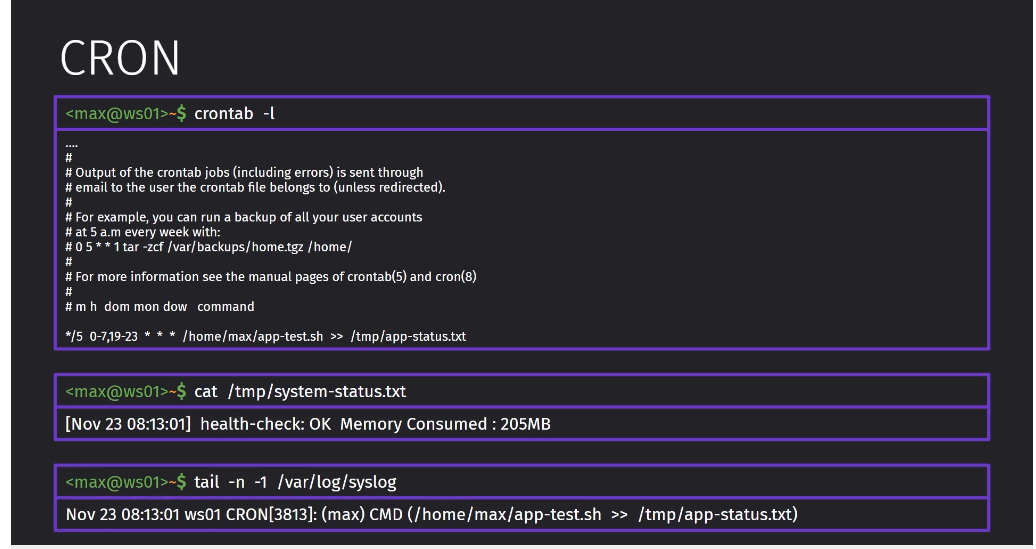 CRON
<max@ws01>~$ crontab -l
....
#
# Output of the crontab jobs (including errors) is sent through
# email to the user the crontab file belongs to (unless redirected).
#
# For example, you can run a backup of all your user accounts
# at 5 a.m every week with:
# 0 5 * * 1 tar -zcf /var/backups/home.tgz /home/
#
# For more information see the manual pages of crontab(5) and cron(8)
#
# m h dom mon dow command
*/5 0-7,19-23 * * * /home/max/app-test.sh >> /tmp/app-status.txt
<max@ws01>~$ cat /tmp/system-status.txt
[Nov 23 08:13:01] health-check: OK Memory Consumed : 205MB
<max@ws01>~$ tail -n -1 /var/log/syslog
Nov 23 08:13:01 ws01 CRON[3813]: (max) CMD (/home/max/app-test.sh >> /tmp/app-status.txt)